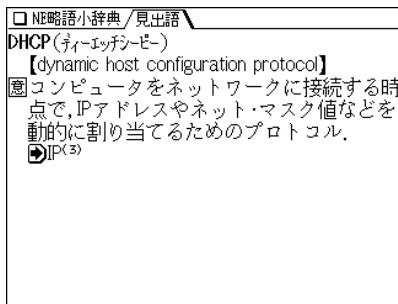 □ NE略語小辞典 / 見出語
DHCP(ディーエッチシーピー)
【dynamic host configuration protocol】
意コンピュータをネットワークに接続する時
点で,IPアドレスやネット・マスク値などを
動的に割り当てるためのプロトコル.
➡IP(3)